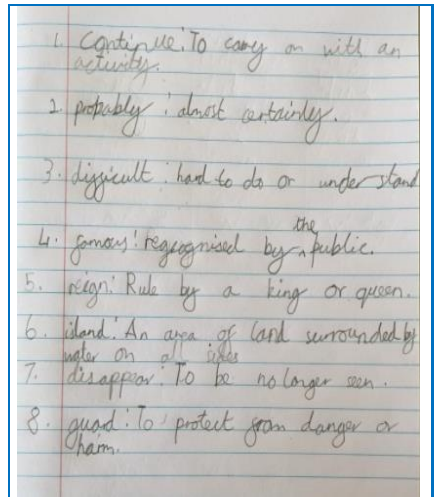 1. Continue: To carry on with an
activity.
2. probably: almost certainly.
3. difficult: hard to do or understand
4. famous: regcognised by the public.
5. reign: Rule by a king or queen.
6. island: An area of land surrounded by
water on all sides
7. disappear: To be no longer seen.
8. guard: To protect from danger or
harm.